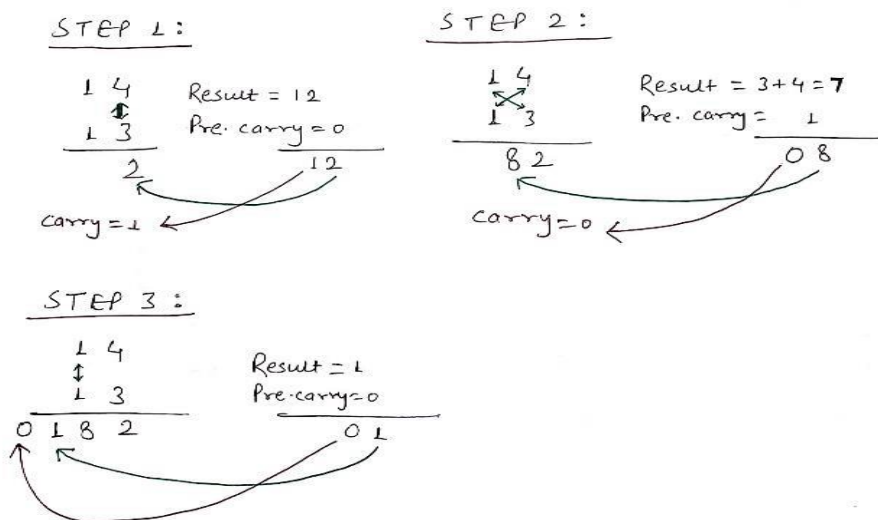 STEP 1:
1 4
1 3
2
Result = 12
Pre. carry = 0
12
carry = 1
STEP 2:
1 4
1 3
8 2
Result = 3+4=7
Pre. carry = 1
0 8
carry = 0
STEP 3:
1 4
1 3
0 1 8 2
Result = 1
Pre. carry=0
0 1